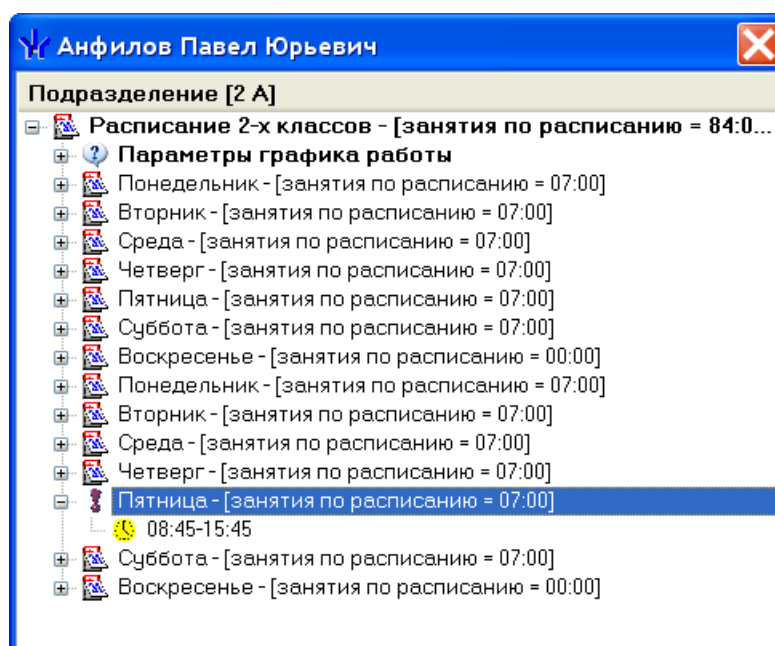 Анфилов Павел Юрьевич
Подразделение [2 А]
Расписание 2-х классов - [занятия по расписанию = 84:0...
Параметры графика работы
Понедельник - [занятия по расписанию = 07:00]
Вторник - [занятия по расписанию = 07:00]
Среда - [занятия по расписанию = 07:00]
Четверг - [занятия по расписанию = 07:00]
Пятница - [занятия по расписанию = 07:00]
Суббота - [занятия по расписанию = 07:00]
Воскресенье - [занятия по расписанию = 00:00]
Понедельник - [занятия по расписанию = 07:00]
Вторник - [занятия по расписанию = 07:00]
Среда - [занятия по расписанию = 07:00]
Четверг - [занятия по расписанию = 07:00]
Пятница - [занятия по расписанию = 07:00]
08:45-15:45
Суббота - [занятия по расписанию = 07:00]
Воскресенье - [занятия по расписанию = 00:00]